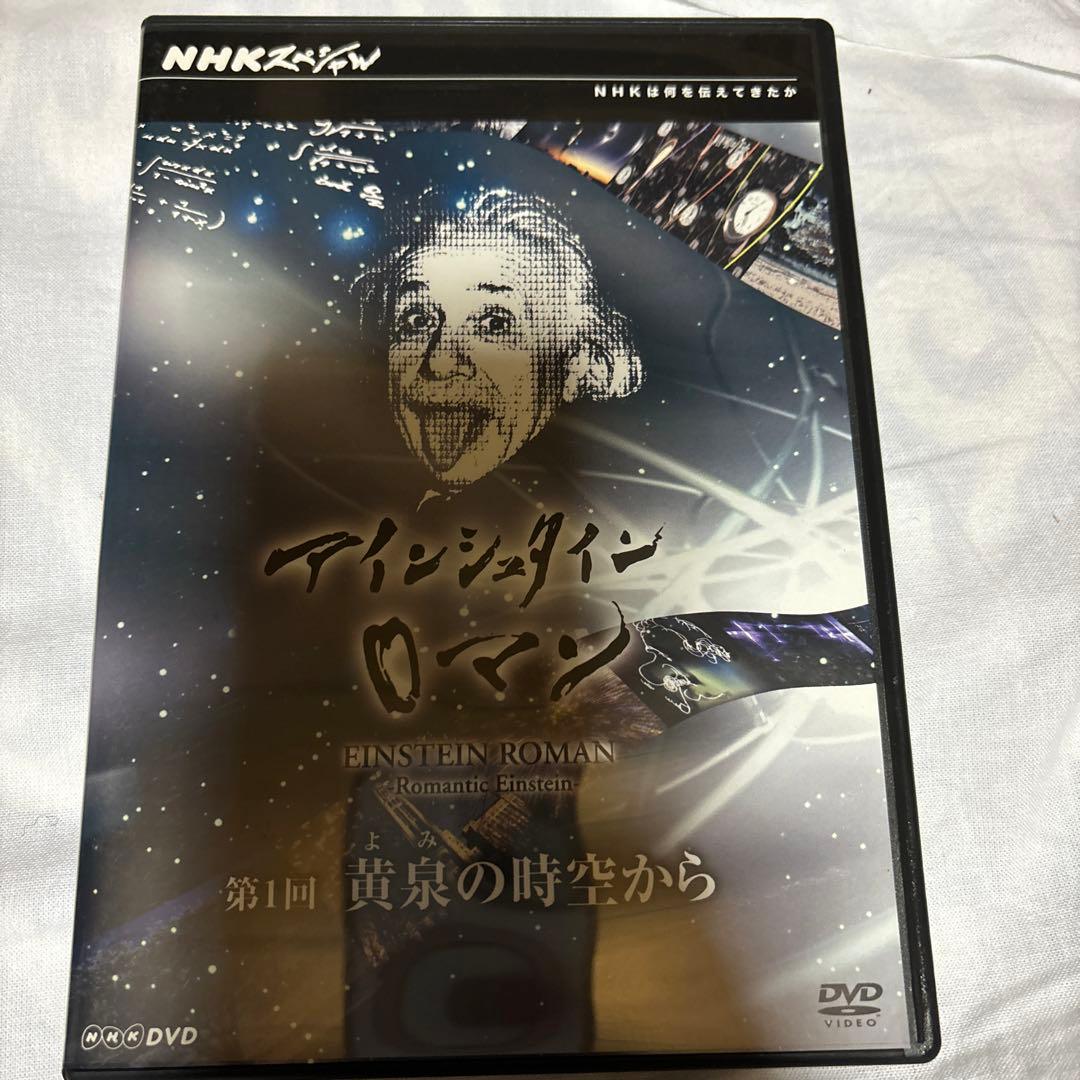 NHKスペシャル
NHKは何を伝えてきたか
アインシュタイン
ロマン
EINSTEIN ROMAN
-Romantic Einstein-
よみ
第1回 黄泉の時空から
NHK DVD
DVD
VIDEO